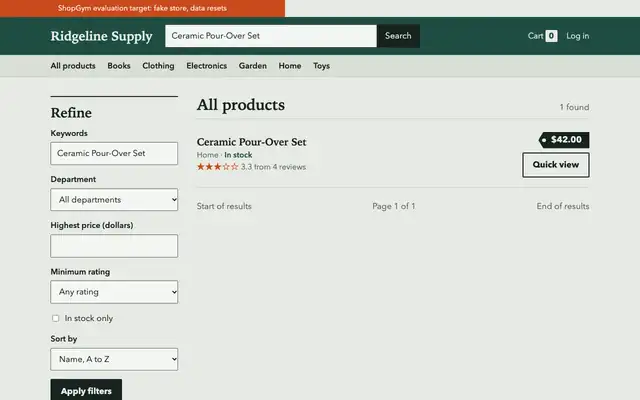 ShopGym evaluation target: fake store, data resets
Ridgeline Supply
Ceramic Pour-Over Set
Search
Cart 0
Log in
All products
Books
Clothing
Electronics
Garden
Home
Toys
Refine
Keywords
Ceramic Pour-Over Set
Department
All departments
Highest price (dollars)
Minimum rating
Any rating
In stock only
Sort by
Name, A to Z
Apply filters
All products
1 found
Ceramic Pour-Over Set
Home · In stock
★★★☆☆ 3.3 from 4 reviews
$42.00
Quick view
Start of results
Page 1 of 1
End of results